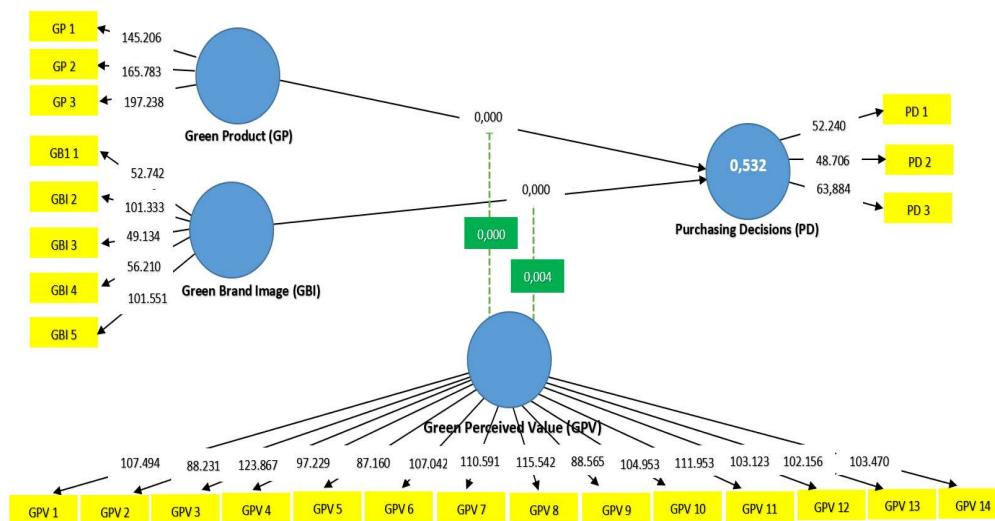 GP 1
145.206
GP 2
165.783
GP 3
197.238
Green Product (GP)
GB1 1
52.742
GBI 2
101.333
GBI 3
49.134
GBI 4
56.210
GBI 5
101.551
Green Brand Image (GBI)
0,000
0,000
0,000
0,004
0,532
Purchasing Decisions (PD)
52.240
PD 1
48.706
PD 2
63,884
PD 3
Green Perceived Value (GPV)
107.494 88.231 123.867 97.229 87.160 107.042 110.591 115.542 88.565 104.953 111.953 103.123 102.156 103.470
GPV 1 GPV 2 GPV 3 GPV 4 GPV 5 GPV 6 GPV 7 GPV 8 GPV 9 GPV 10 GPV 11 GPV 12 GPV 13 GPV 14